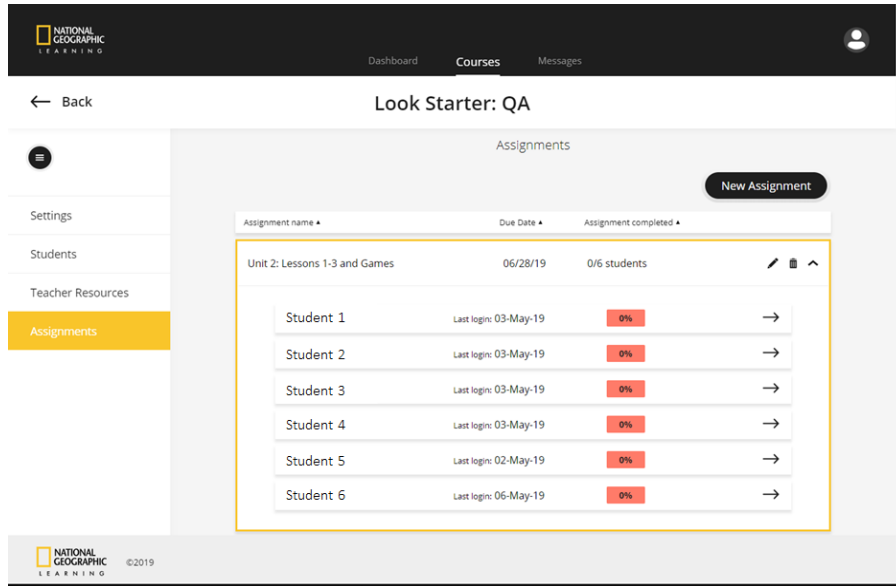 NATIONAL
GEOGRAPHIC
LEARNING
Dashboard Courses Messages
Back Look Starter: QA
Assignments
New Assignment
Settings
Students
Teacher Resources
Assignments
Assignment name Due Date Assignment completed
Unit 2: Lessons 1-3 and Games 06/28/19 0/6 students
Student 1 Last login: 03-May-19 0%
Student 2 Last login: 03-May-19 0%
Student 3 Last login: 03-May-19 0%
Student 4 Last login: 03-May-19 0%
Student 5 Last login: 02-May-19 0%
Student 6 Last login: 06-May-19 0%
NATIONAL
GEOGRAPHIC
LEARNING
©2019